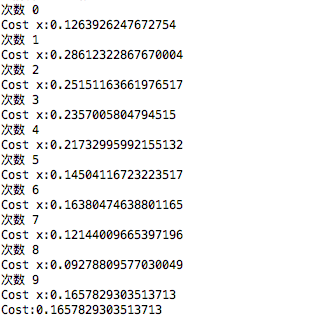 次数 0
Cost x:0.1263926247672754
次数 1
Cost x:0.28612322867670004
次数 2
Cost x:0.25151163661976517
次数 3
Cost x:0.2357005804794515
次数 4
Cost x:0.21732995992155132
次数 5
Cost x:0.14504116723223517
次数 6
Cost x:0.16380474638801165
次数 7
Cost x:0.12144009665397196
次数 8
Cost x:0.09278809577030049
次数 9
Cost x:0.1657829303513713
Cost:0.1657829303513713